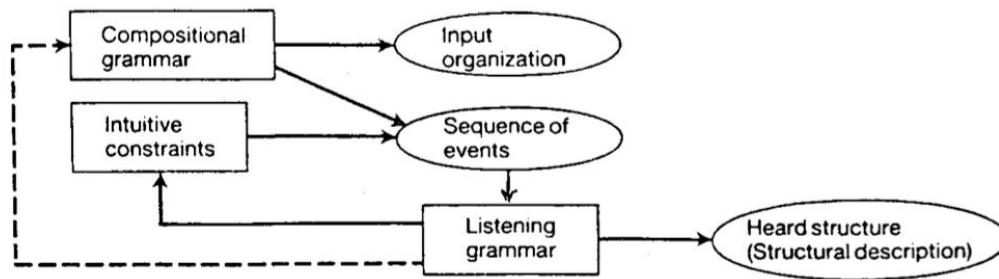 Compositional
grammar
Input
organization
Intuitive
constraints
Sequence of
events
Listening
grammar
Heard structure
(Structural description)